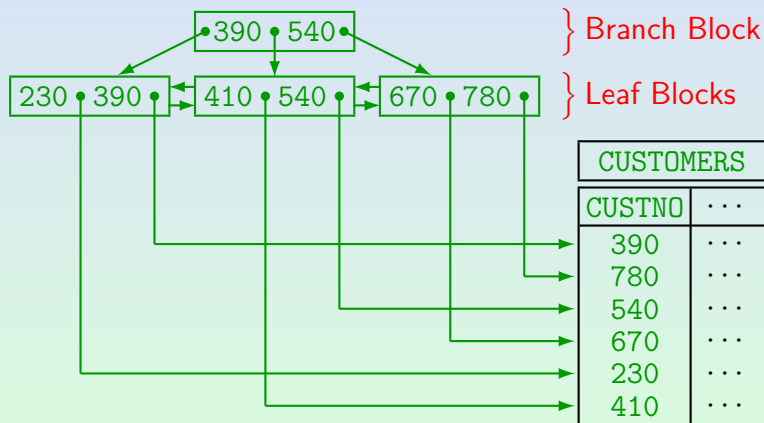 390 540 } Branch Block
230 390 410 540 670 780 } Leaf Blocks
CUSTOMERS
CUSTNO ···
390 ···
780 ···
540 ···
670 ···
230 ···
410 ···